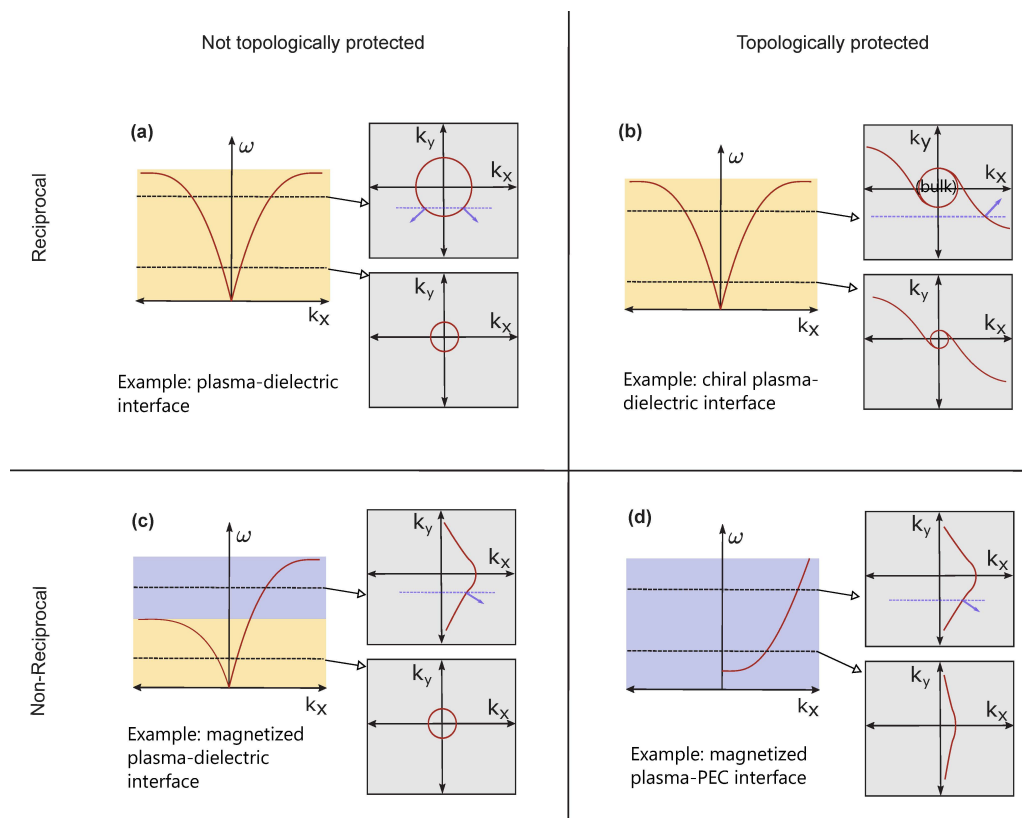 Not topologically protected
Topologically protected
Reciprocal
(a)
ω
kx
ky
kx
ky
kx
Example: plasma-dielectric
interface
(b)
ω
kx
ky
kx
(bulk)
ky
kx
Example: chiral plasma-
dielectric interface
Non-Reciprocal
(c)
ω
kx
ky
kx
ky
kx
Example: magnetized
plasma-dielectric
interface
(d)
ω
kx
ky
kx
ky
kx
Example: magnetized
plasma-PEC interface